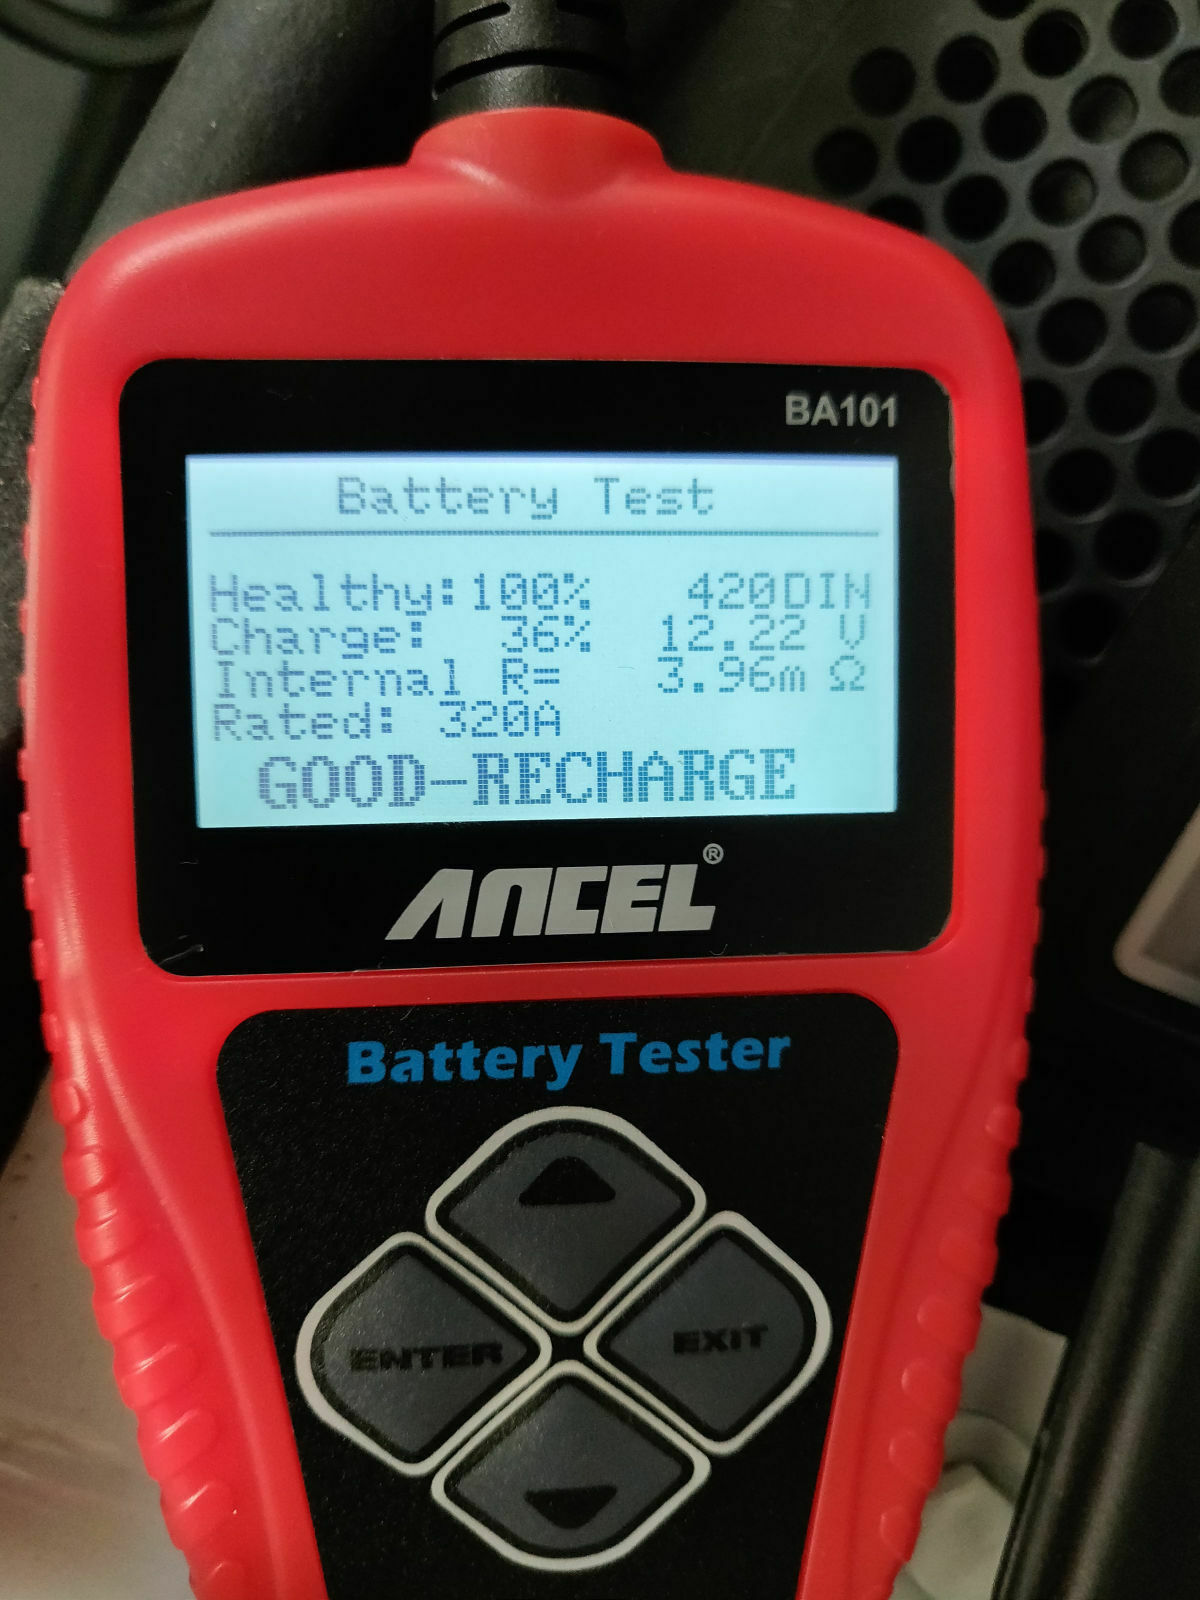 BA101
Battery Test
Healthy:100% 420DIN
Charge: 36% 12.22 V
Internal R= 3.96m Ω
Rated: 320A
GOOD-RECHARGE
ANCEL®
Battery Tester
ENTER
EXIT